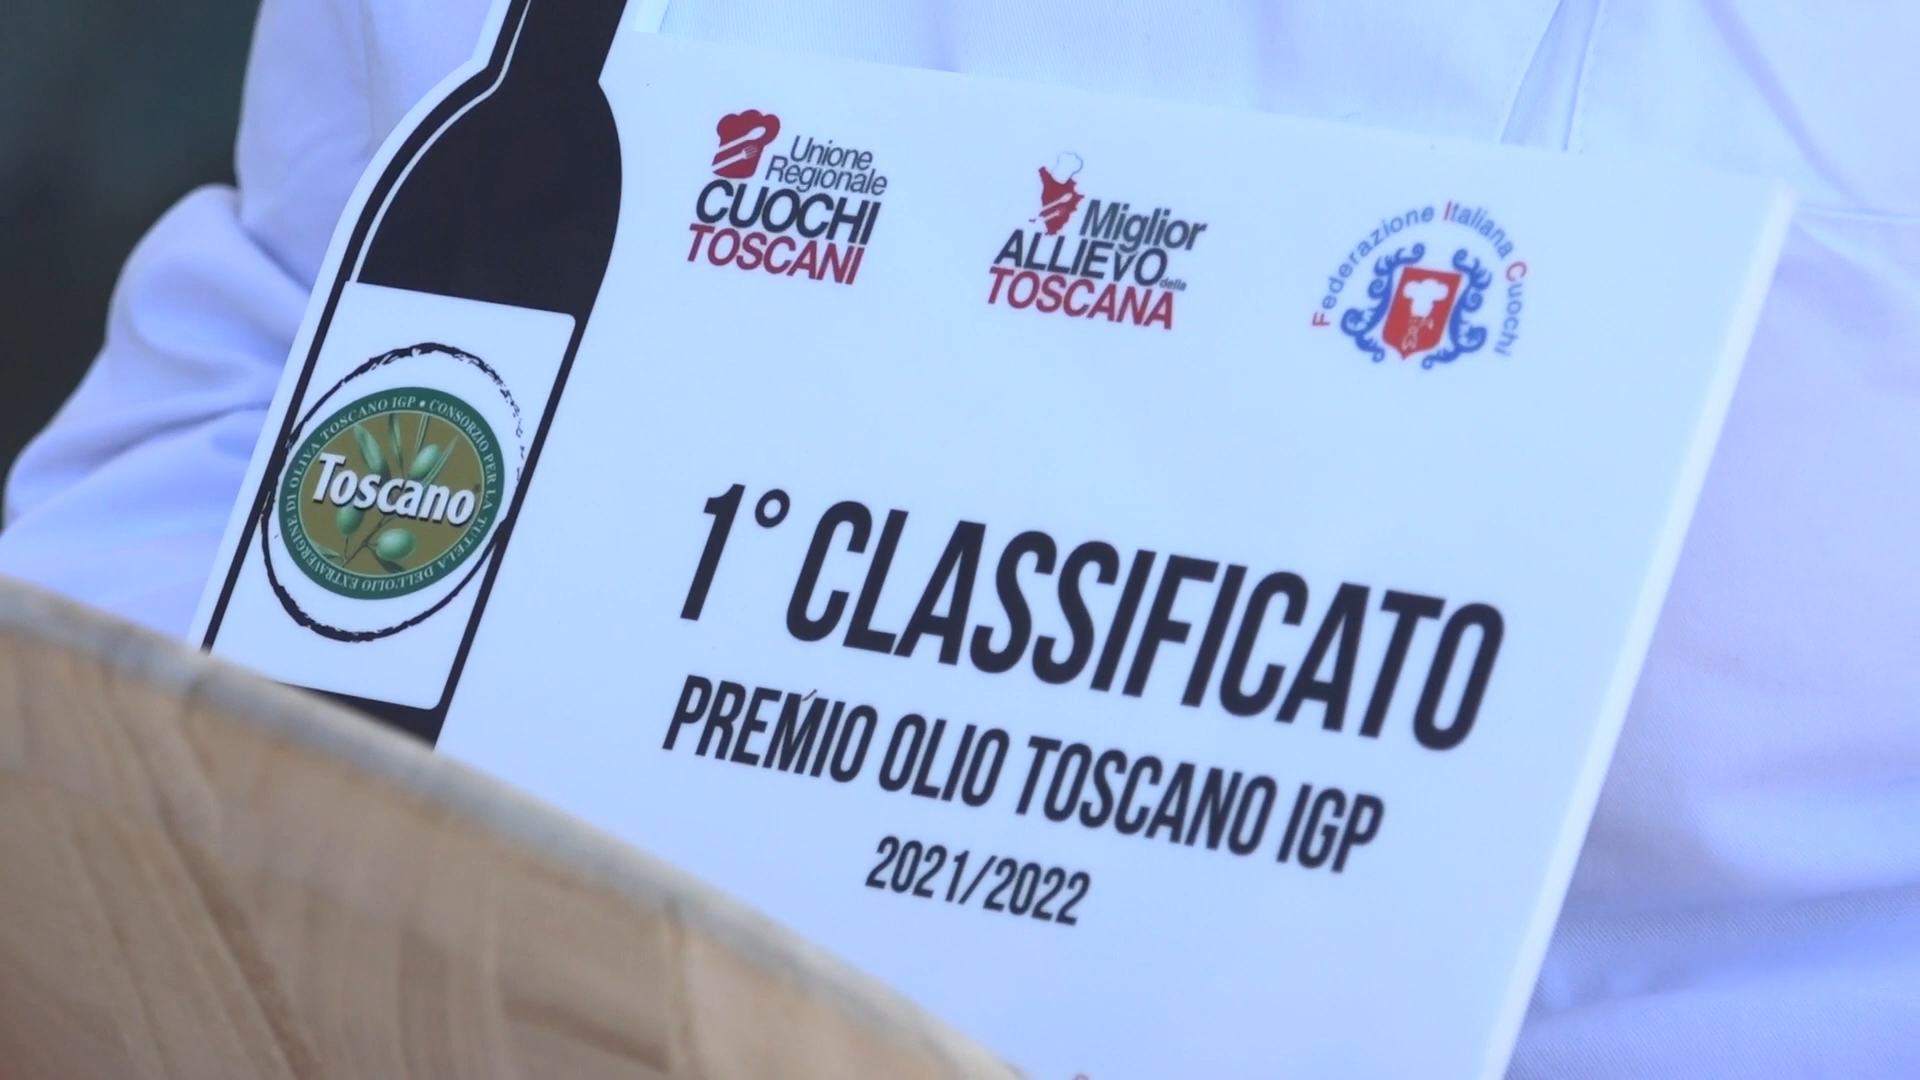 Unione
Regionale
CUOCHI
TOSCANI
Miglior
ALLIEVO della
TOSCANA
Federazione Italiana Cuochi
CONSORZIO PER LA TUTELA DELL'OLIO EXTRAVERGINE DI OLIVA TOSCANO IGP •
Toscano
1° CLASSIFICATO
PREMIO OLIO TOSCANO IGP
2021/2022